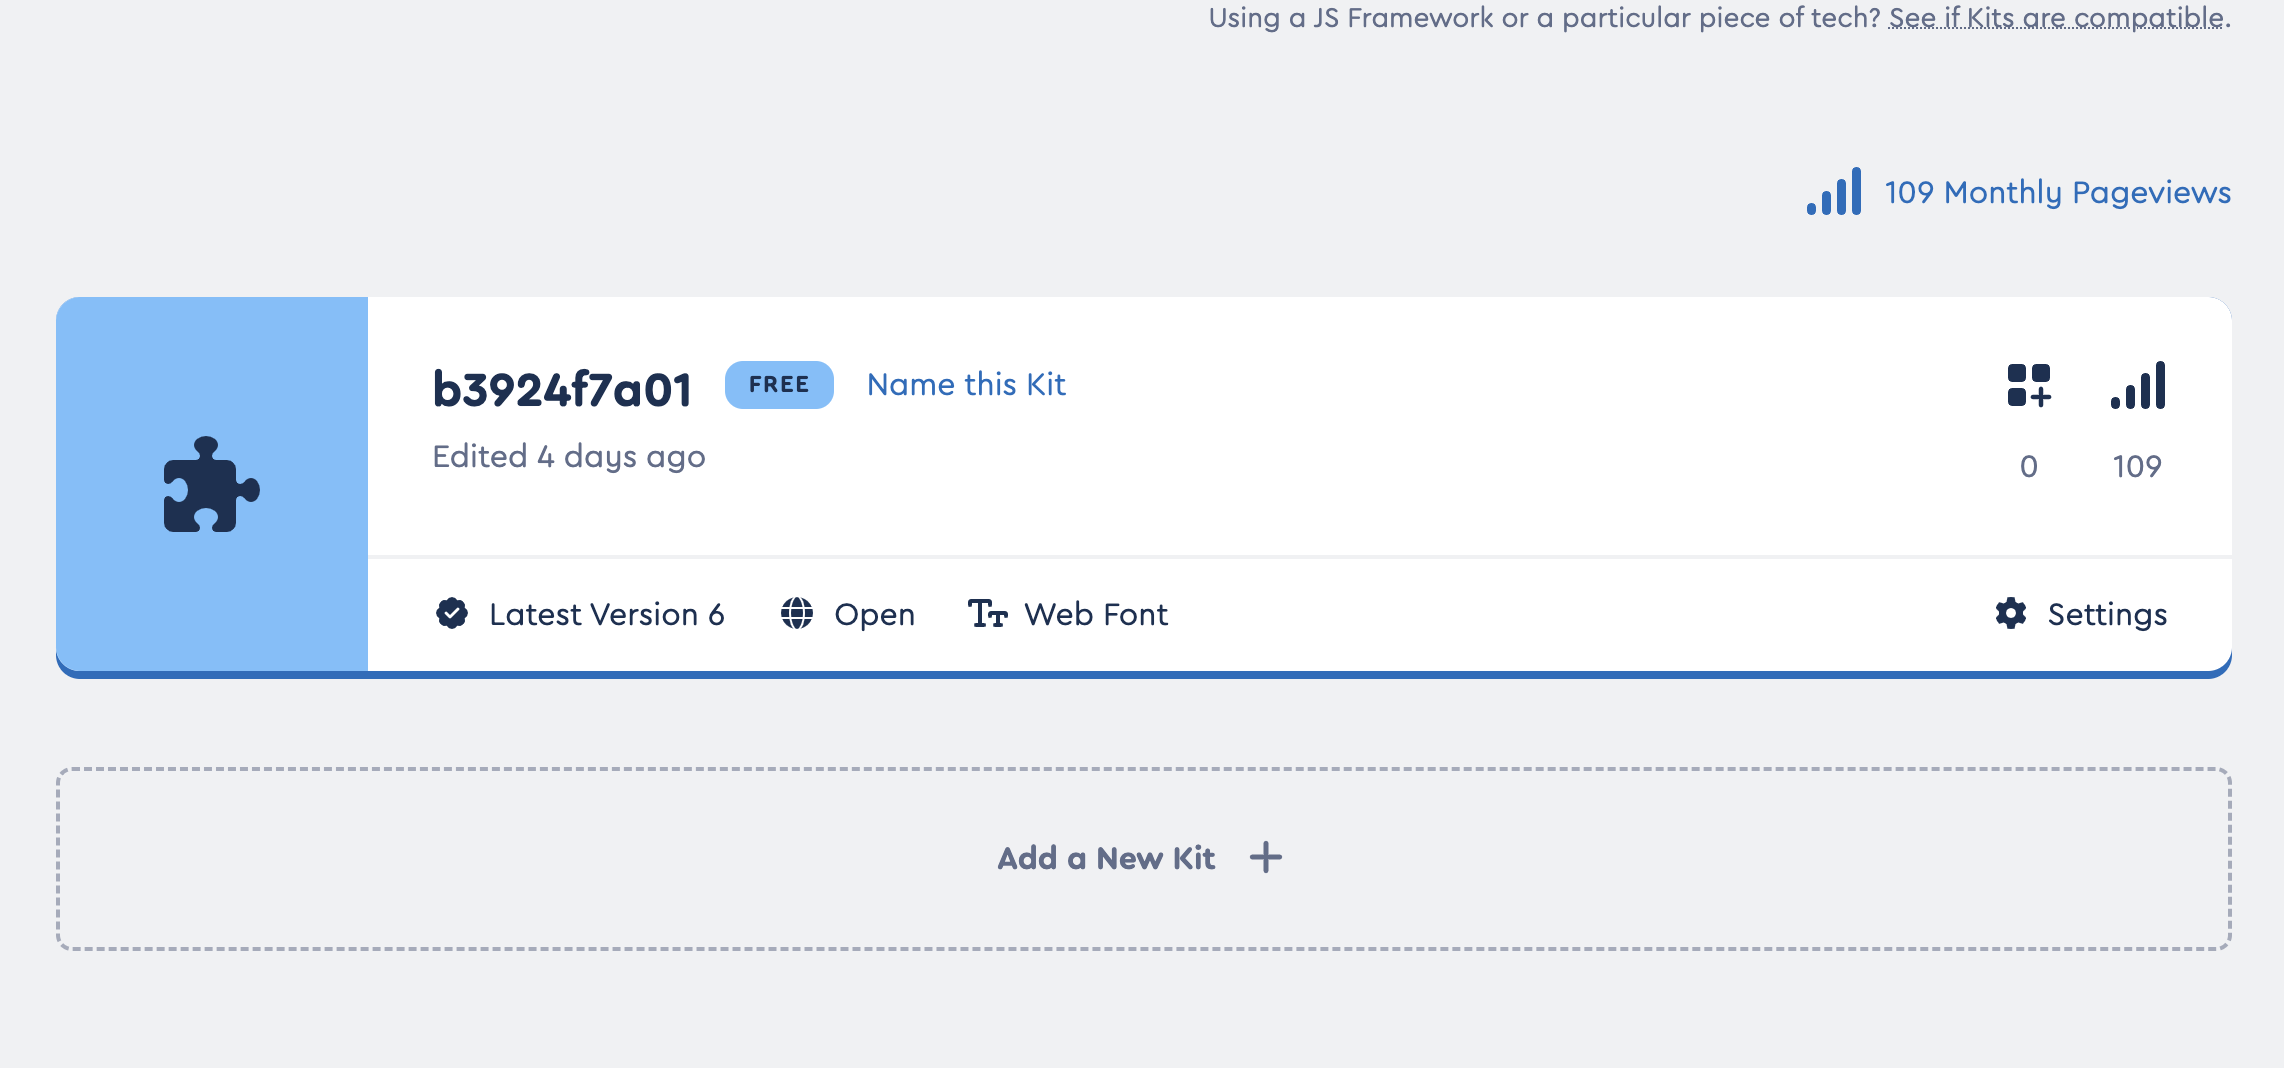 Using a JS Framework or a particular piece of tech? See if Kits are compatible.
109 Monthly Pageviews
b3924f7a01 FREE Name this Kit
Edited 4 days ago
0 109
Latest Version 6 Open Web Font Settings
Add a New Kit